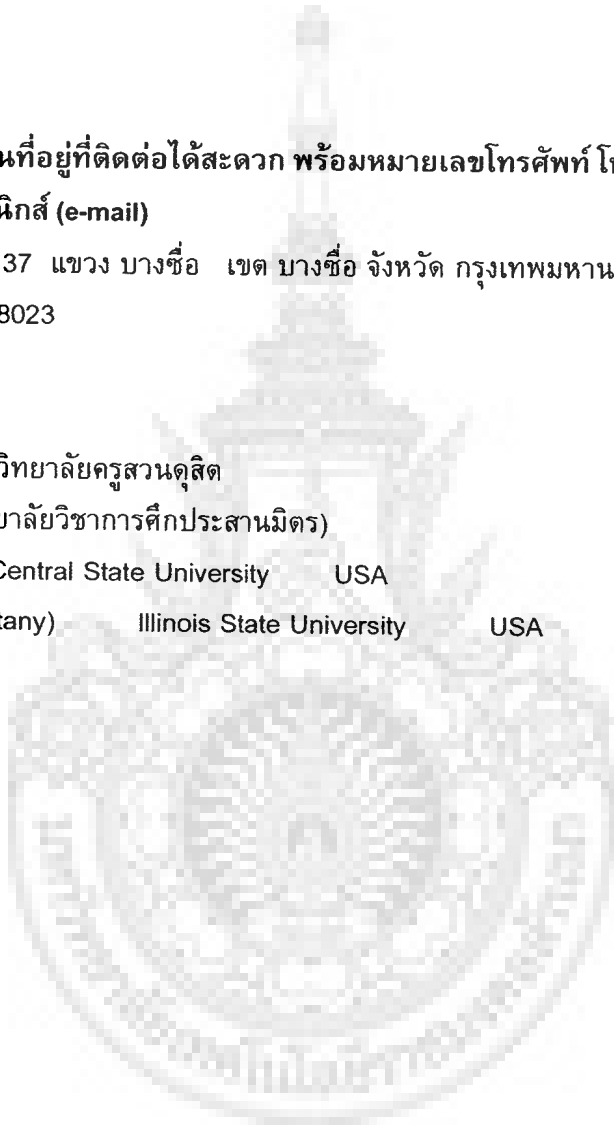 นที่อยู่ที่ติดต่อได้สะดวก พร้อมหมายเลขโทรศัพท์ โท
นิกส์ (e-mail)
37 แขวง บางซื่อ เขต บางซื่อ จังหวัด กรุงเทพมหาน
8023
วิทยาลัยครูสวนดุสิต
ยาลัยวิชาการศึกประสานมิตร)
Central State University USA
tany) Illinois State University USA